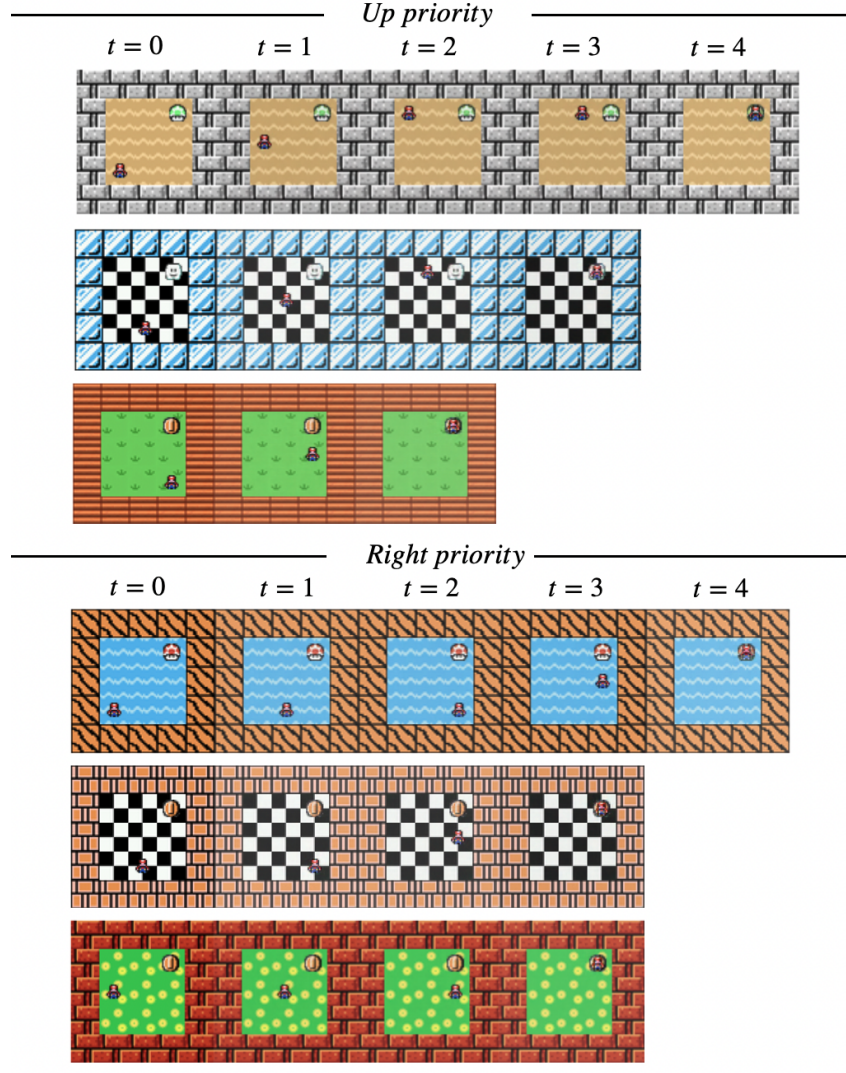 Up priority
t = 0 t = 1 t = 2 t = 3 t = 4
Right priority
t = 0 t = 1 t = 2 t = 3 t = 4